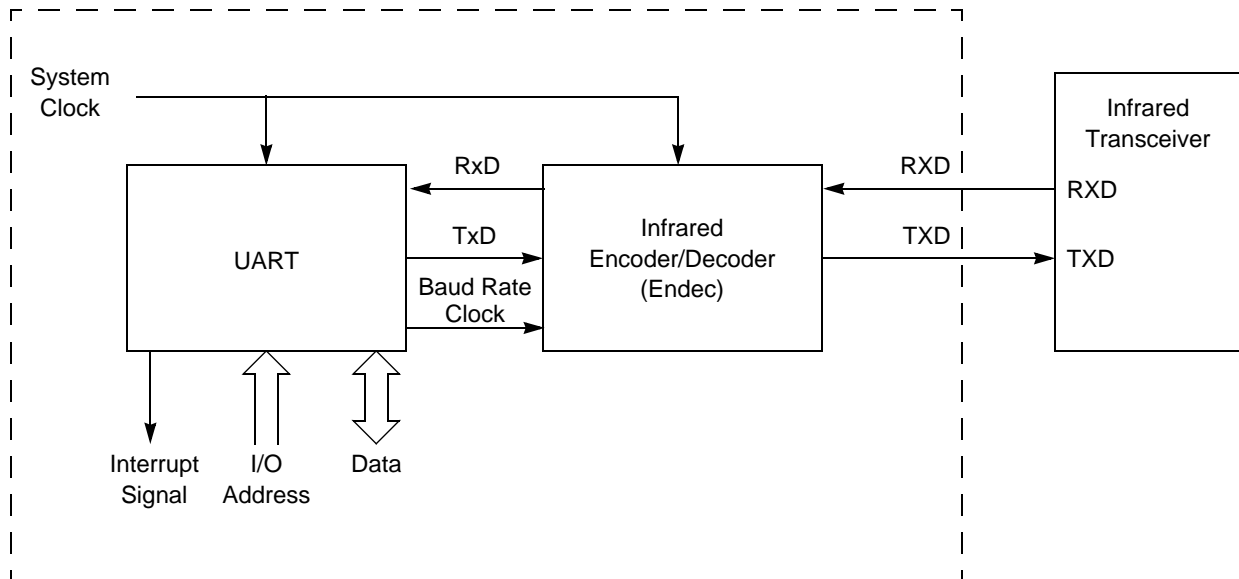 System
Clock
Infrared
Transceiver
RxD
RXD
RXD
UART
TxD
Infrared
Encoder/Decoder
(Endec)
TXD
TXD
Baud Rate
Clock
Interrupt
Signal
I/O
Address
Data